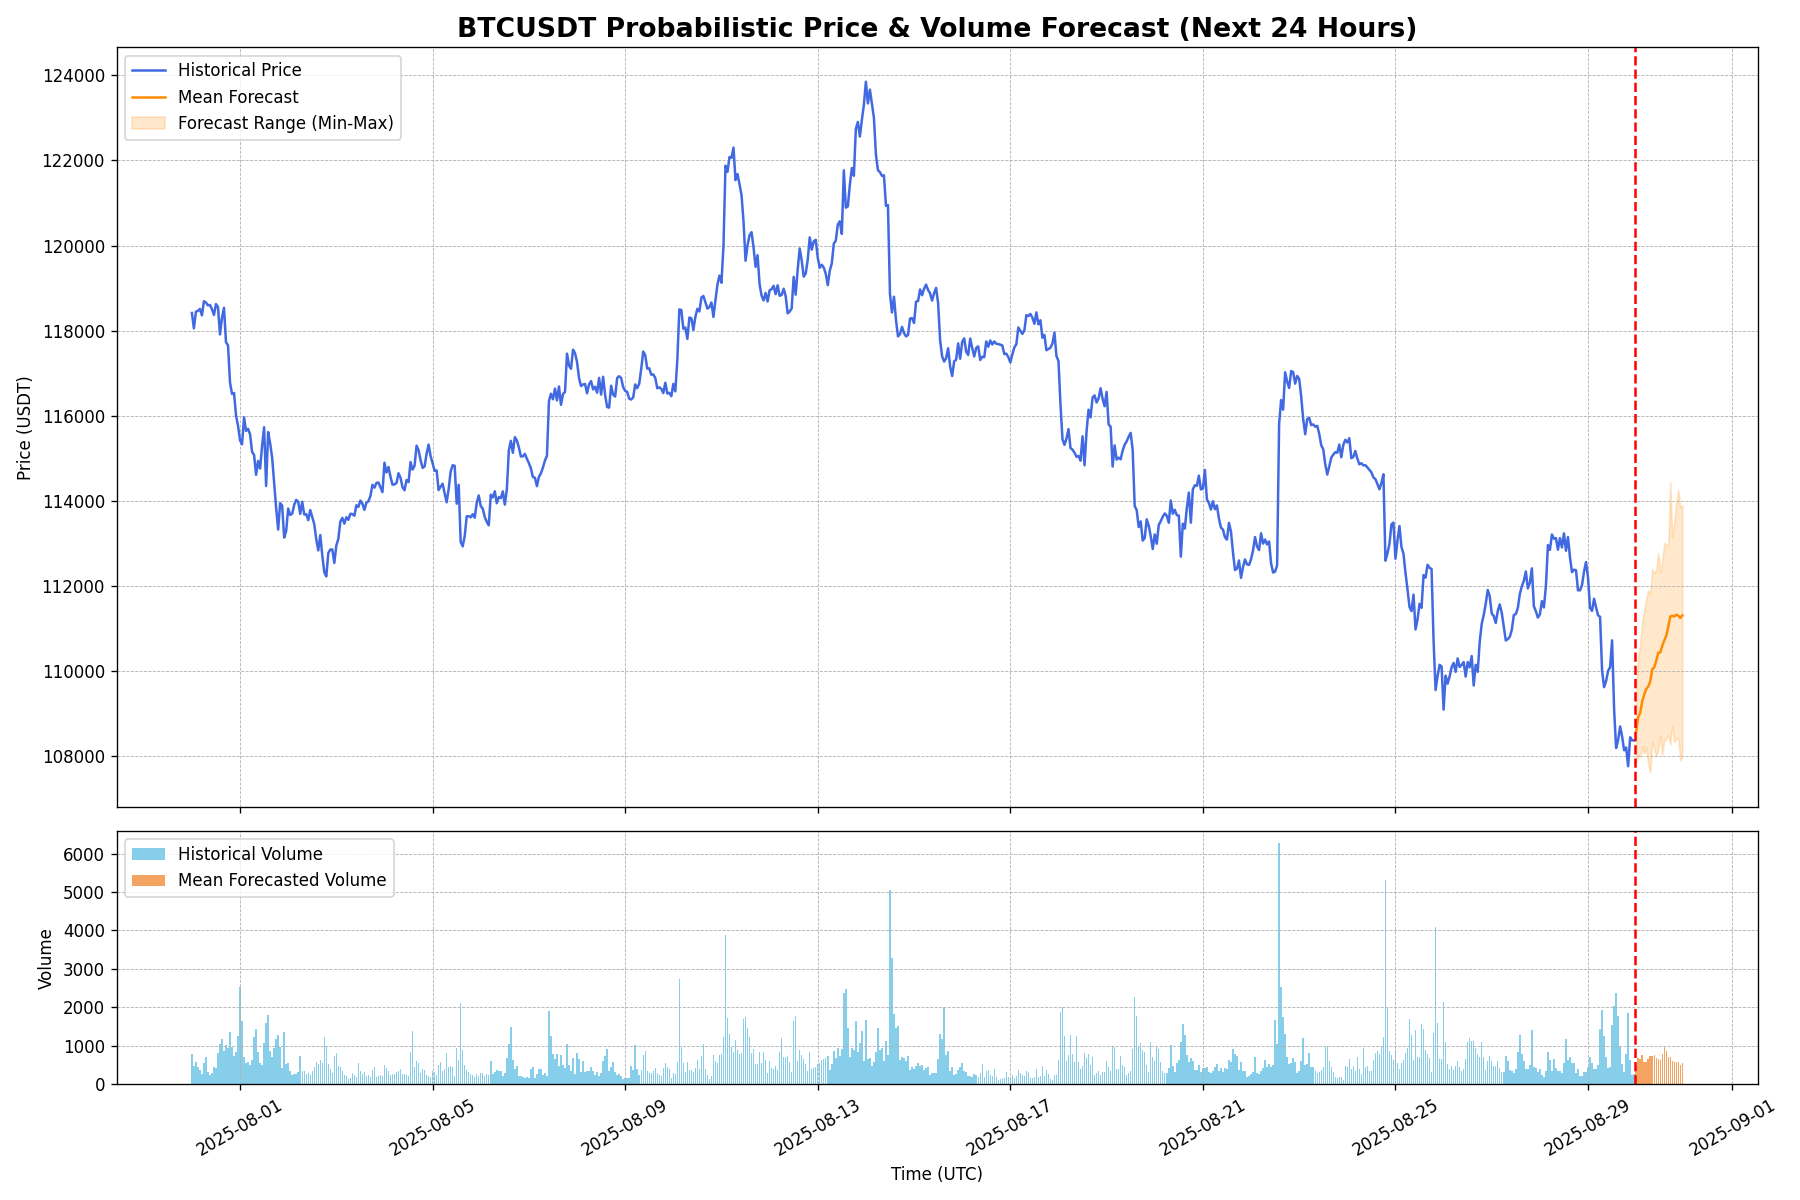 BTCUSDT Probabilistic Price & Volume Forecast (Next 24 Hours)
Historical Price
Mean Forecast
Forecast Range (Min-Max)
Price (USDT)
124000
122000
120000
118000
116000
114000
112000
110000
108000
Historical Volume
Mean Forecasted Volume
Volume
6000
5000
4000
3000
2000
1000
0
2025-08-01
2025-08-05
2025-08-09
2025-08-13
2025-08-17
2025-08-21
2025-08-25
2025-08-29
2025-09-01
Time (UTC)